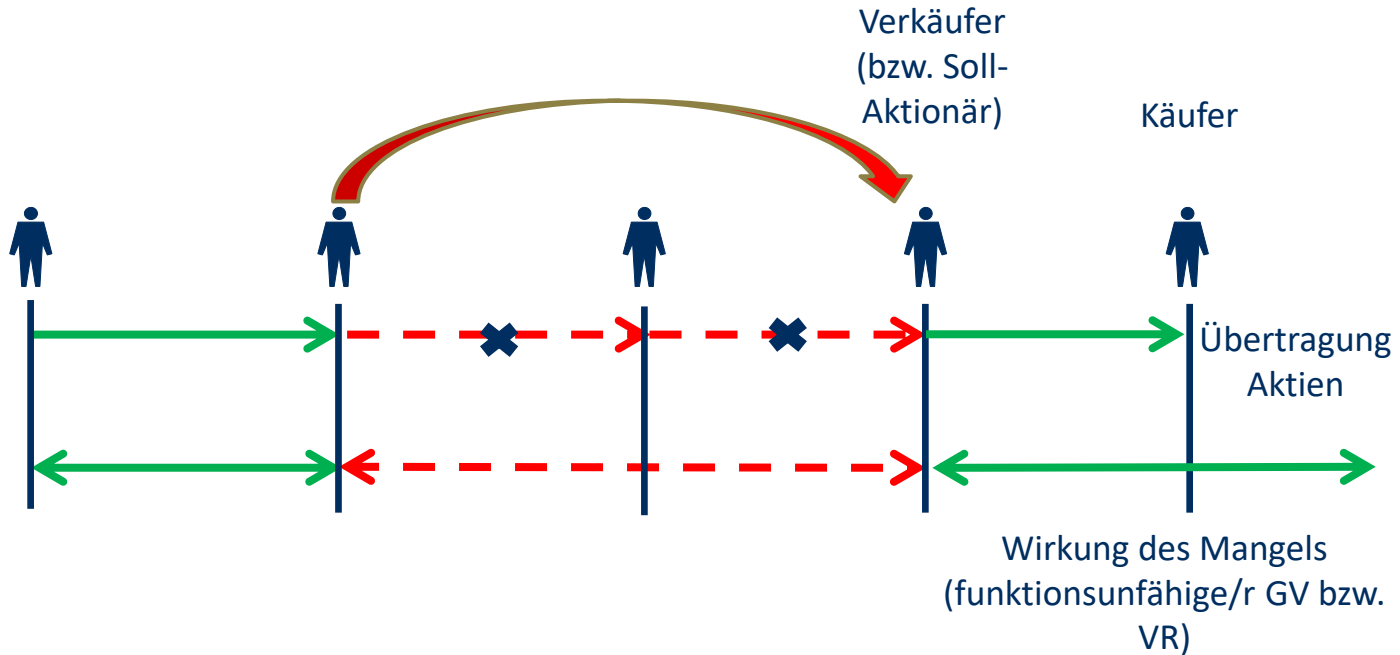 Verkäufer
(bzw. Soll-
Aktionär)
Käufer
Übertragung
Aktien
Wirkung des Mangels
(funktionsunfähige/r GV bzw.
VR)